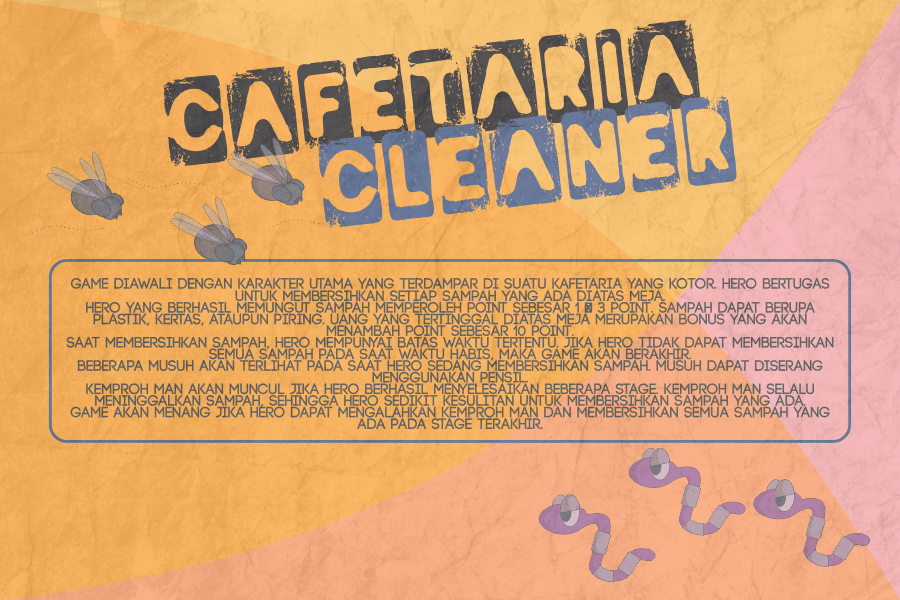 CAFETARIA
CLEANER
GAME DIAWALI DENGAN KARAKTER UTAMA YANG TERDAMPAR DI SUATU KAFETARIA YANG KOTOR. HERO BERTUGAS
UNTUK MEMBERSIHKAN SETIAP SAMPAH YANG ADA DIATAS MEJA.
HERO YANG BERHASIL MEMUNGUT SAMPAH MEMPEROLEH POINT SEBESAR 1 3 POINT. SAMPAH DAPAT BERUPA
PLASTIK, KERTAS, ATAUPUN PIRING. UANG YANG TERTINGGAL DIATAS MEJA MERUPAKAN BONUS YANG AKAN
MENAMBAH POINT SEBESAR 10 POINT.
SAAT MEMBERSIHKAN SAMPAH, HERO MEMPUNYAI BATAS WAKTU TERTENTU. JIKA HERO TIDAK DAPAT MEMBERSIHKAN
SEMUA SAMPAH PADA SAAT WAKTU HABIS, MAKA GAME AKAN BERAKHIR.
BEBERAPA MUSUH AKAN TERLIHAT PADA SAAT HERO SEDANG MEMBERSIHKAN SAMPAH. MUSUH DAPAT DISERANG
MENGGUNAKAN PENSIL.
KEMPROH MAN AKAN MUNCUL JIKA HERO BERHASIL MENYELESAIKAN BEBERAPA STAGE. KEMPROH MAN SELALU
MENINGGALKAN SAMPAH, SEHINGGA HERO SEDIKIT KESULITAN UNTUK MEMBERSIHKAN SAMPAH YANG ADA.
GAME AKAN MENANG JIKA HERO DAPAT MENGALAHKAN KEMPROH MAN DAN MEMBERSIHKAN SEMUA SAMPAH YANG
ADA PADA STAGE TERAKHIR.